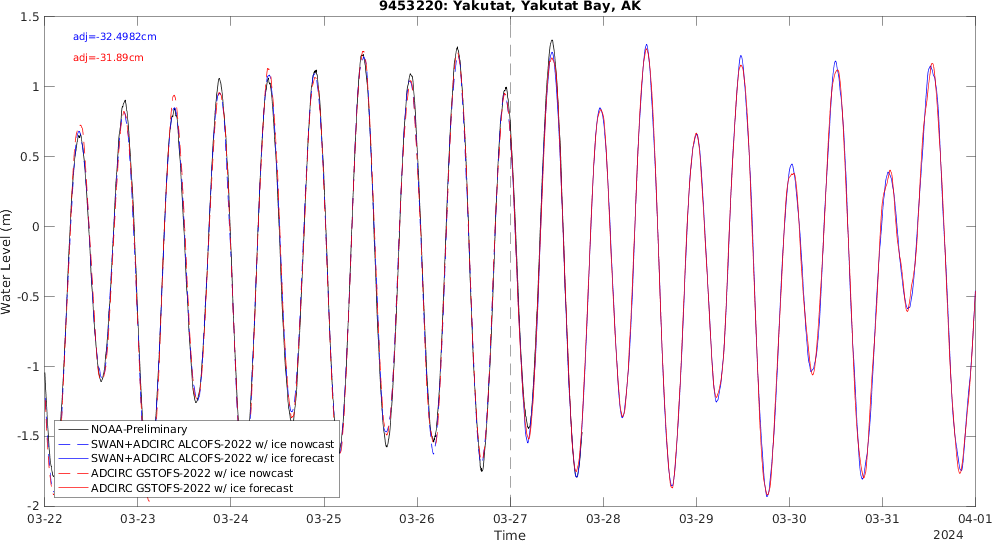 9453220: Yakutat, Yakutat Bay, AK
adj=-32.4982cm
adj=-31.89cm
1.5
1
0.5
0
-0.5
-1
-1.5
-2
Water Level (m)
NOAA-Preliminary
SWAN+ADCIRC ALCOFS-2022 w/ ice nowcast
SWAN+ADCIRC ALCOFS-2022 w/ ice forecast
ADCIRC GSTOFS-2022 w/ ice nowcast
ADCIRC GSTOFS-2022 w/ ice forecast
03-22 03-23 03-24 03-25 03-26 03-27 03-28 03-29 03-30 03-31 04-01
Time
2024